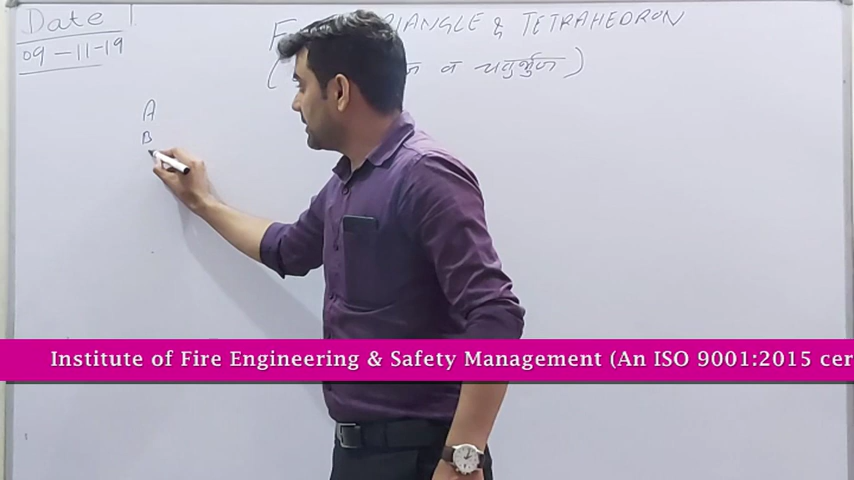 Date
09-11-19
TRIANGLE & TETRAHEDRON
( व चतुर्भुज )
A
B
Institute of Fire Engineering & Safety Management (An ISO 9001:2015 cer